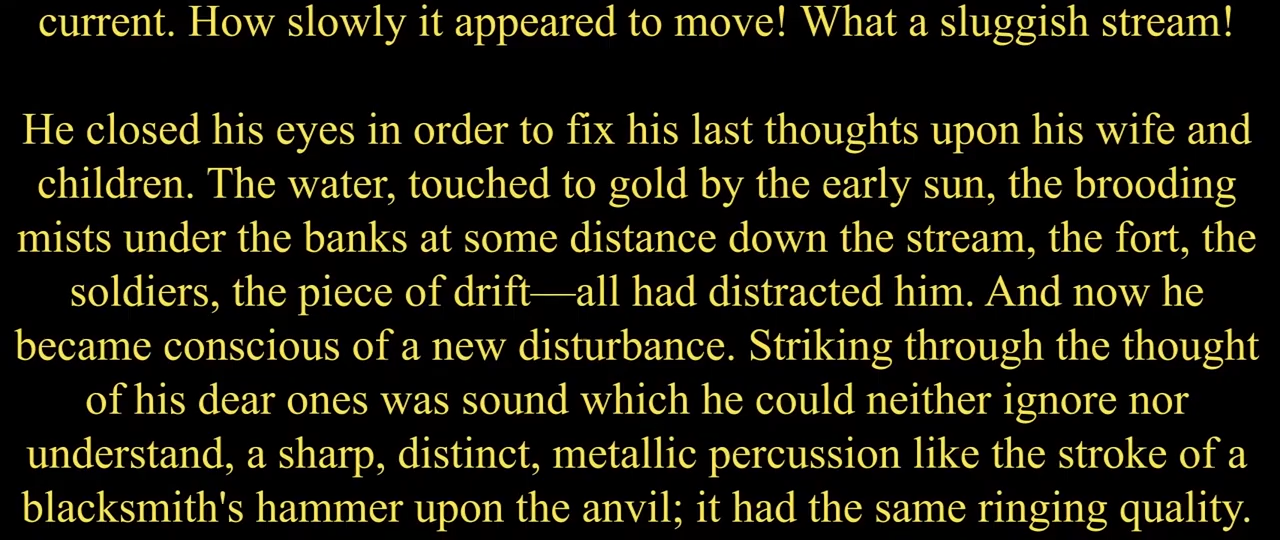 current. How slowly it appeared to move! What a sluggish stream!
He closed his eyes in order to fix his last thoughts upon his wife and
children. The water, touched to gold by the early sun, the brooding
mists under the banks at some distance down the stream, the fort, the
soldiers, the piece of drift—all had distracted him. And now he
became conscious of a new disturbance. Striking through the thought
of his dear ones was sound which he could neither ignore nor
understand, a sharp, distinct, metallic percussion like the stroke of a
blacksmith's hammer upon the anvil; it had the same ringing quality.